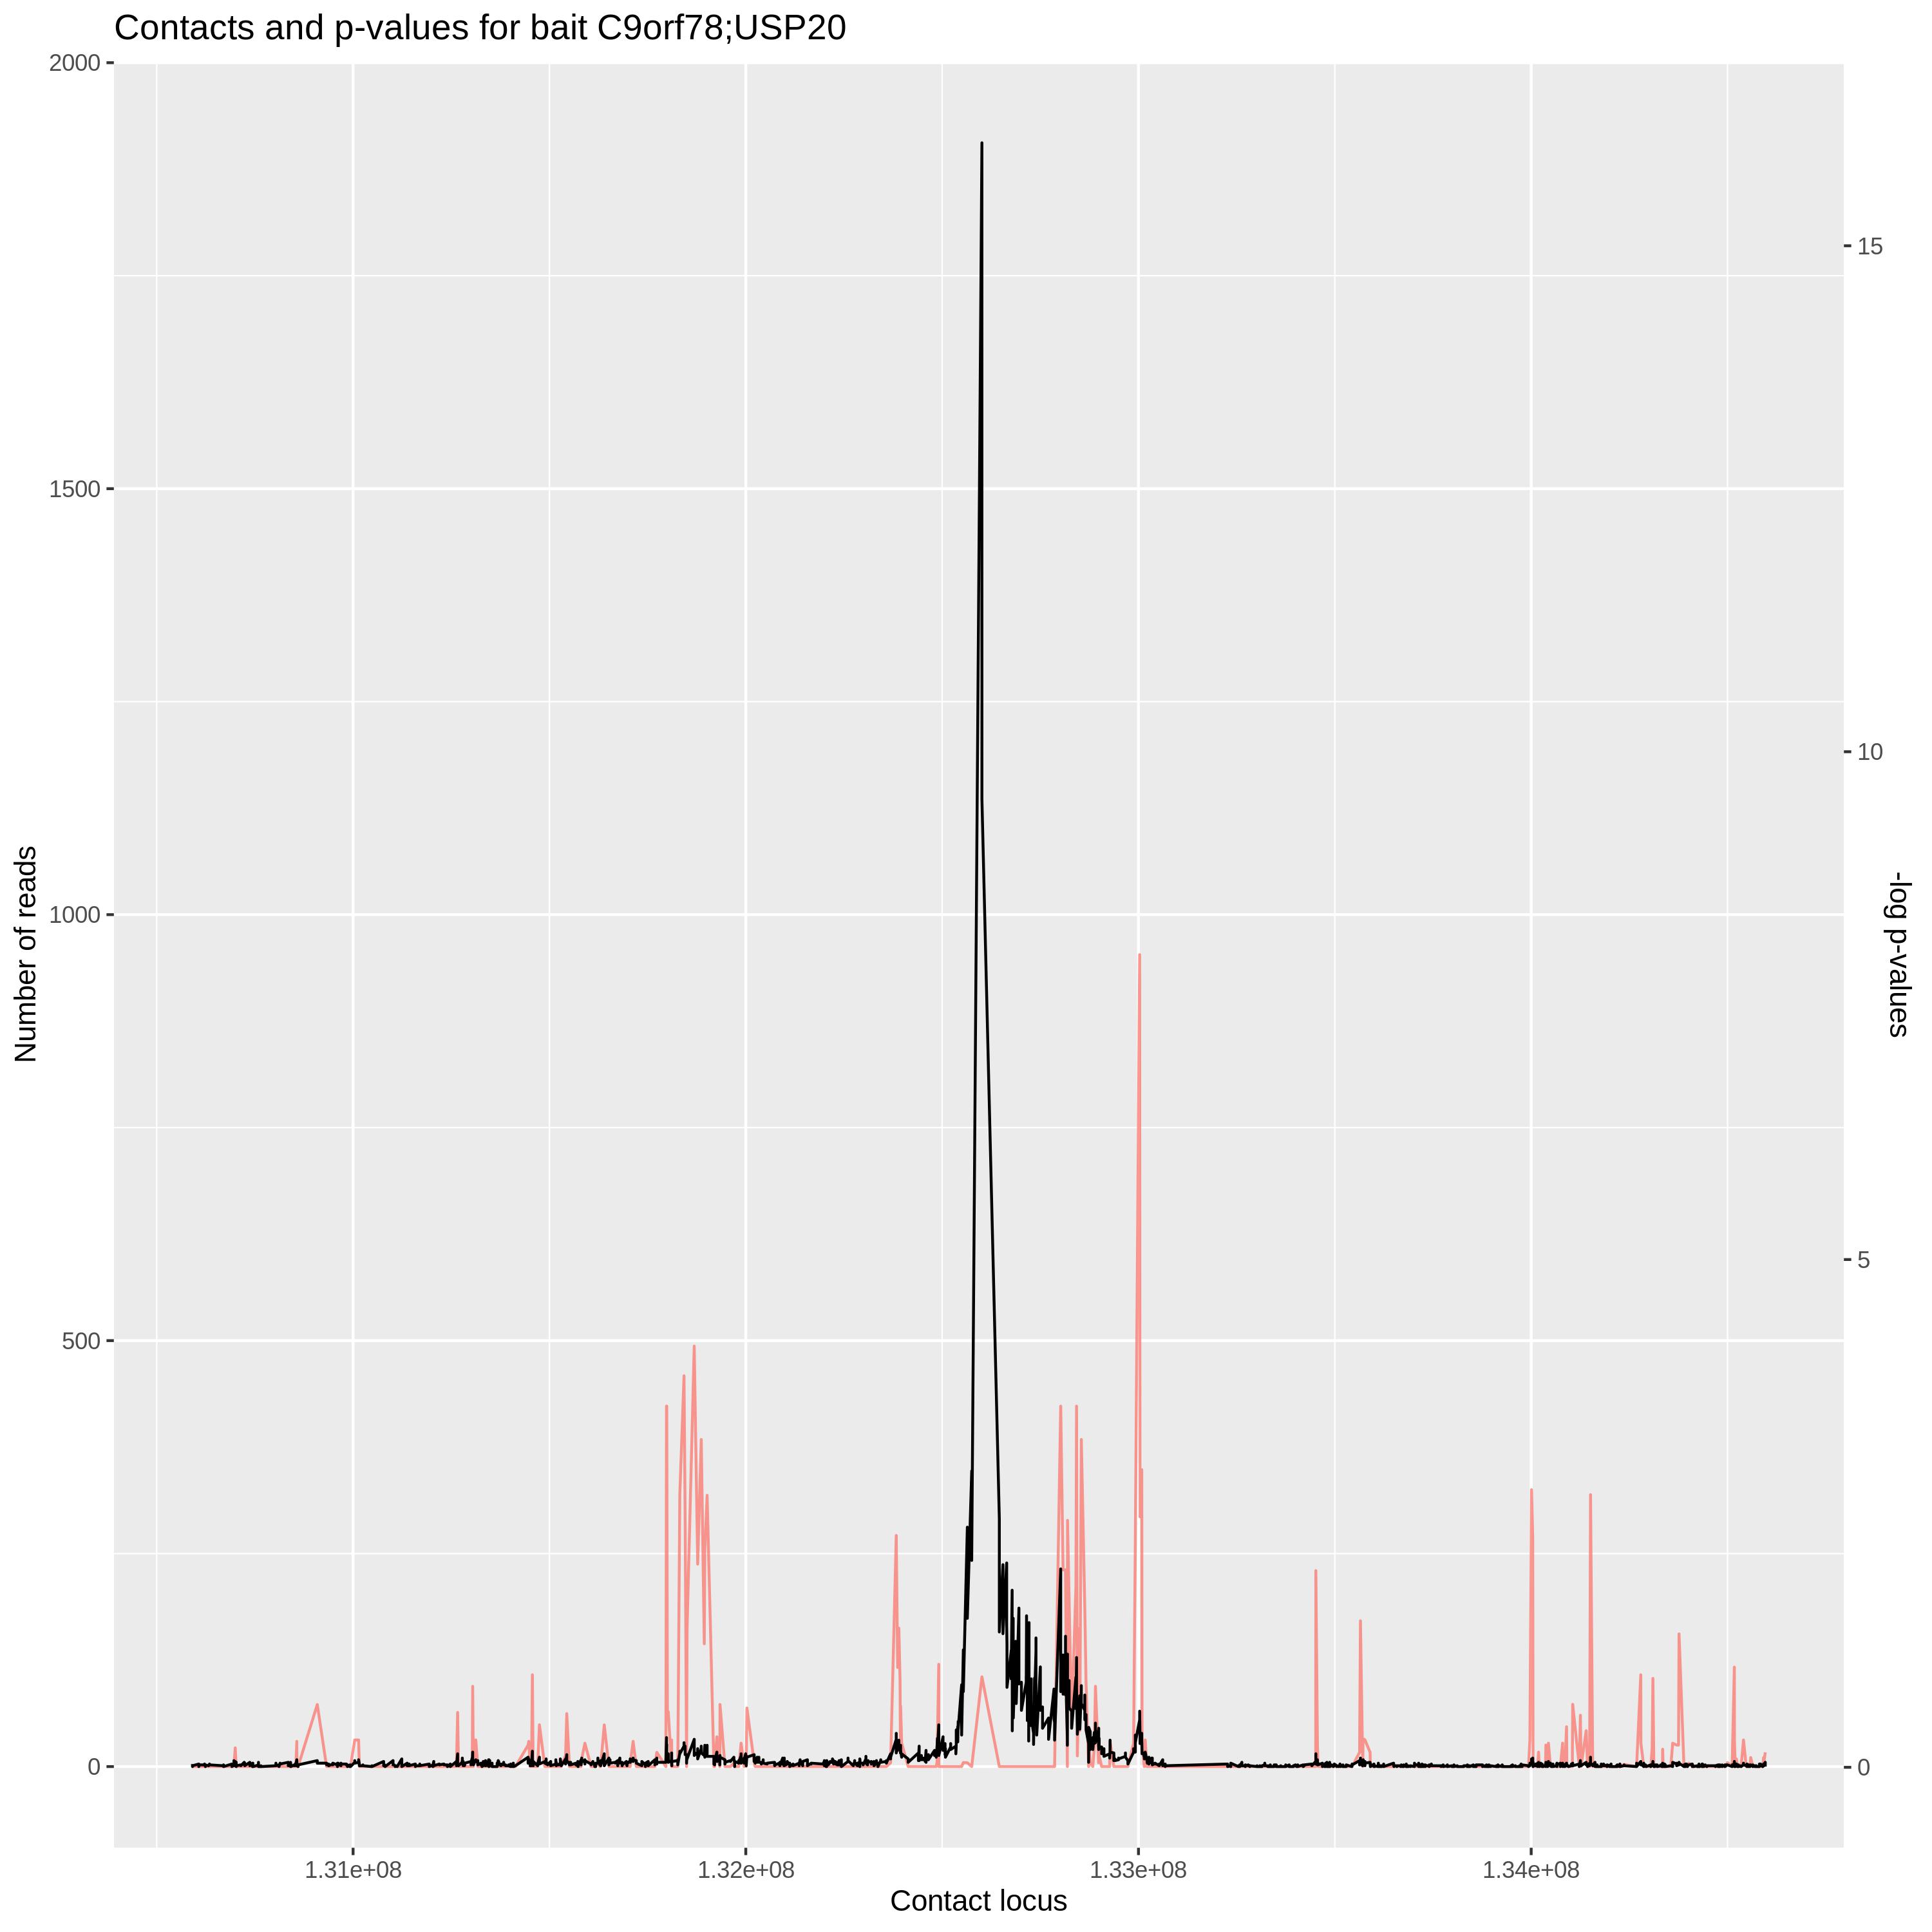 Contacts and p-values for bait C9orf78;USP20
2000
1500
1000
500
0
Number of reads
15
10
5
0
-log p-values
1.31e+08
1.32e+08
1.33e+08
1.34e+08
Contact locus